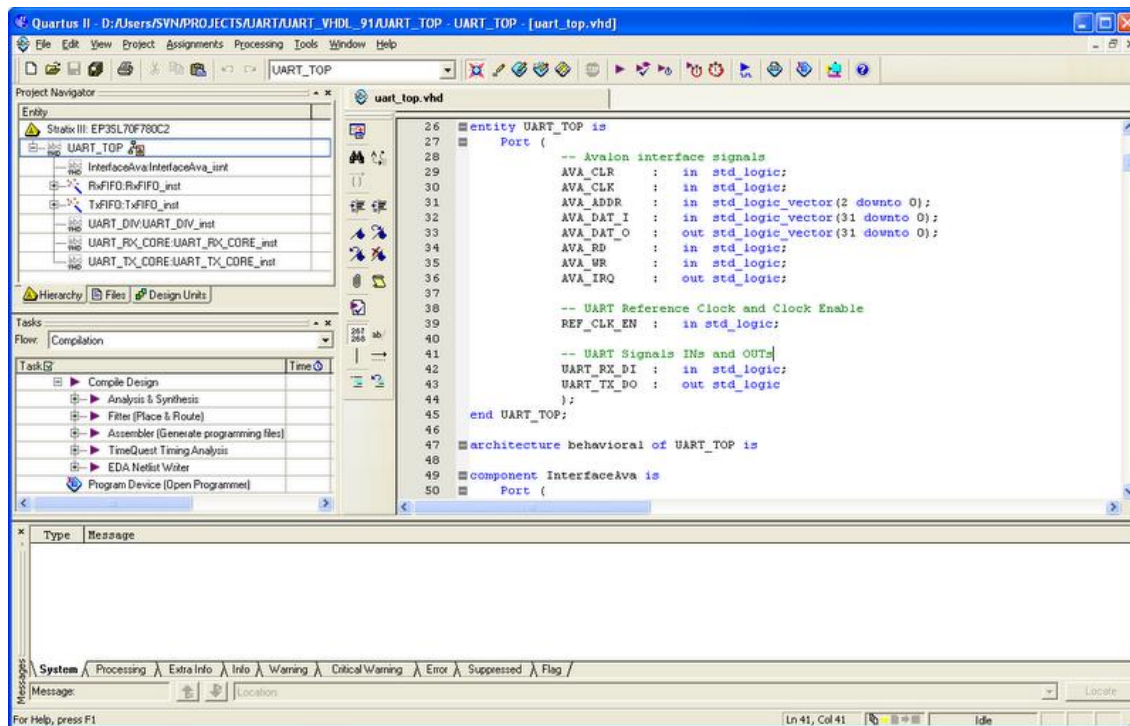 Quartus II - D:/Users/SVN/PROJECTS/UART/UART_VHDL_91/UART_TOP - UART_TOP - [uart_top.vhd]
File Edit View Project Assignments Processing Tools Window Help
UART_TOP
Project Navigator
Entity
Stratix III: EP3SL70F780C2
UART_TOP
InterfaceAva:InterfaceAva_isnt
RxFIFO:RxFIFO_inst
TxFIFO:TxFIFO_inst
UART_DIV:UART_DIV_inst
UART_RX_CORE:UART_RX_CORE_inst
UART_TX_CORE:UART_TX_CORE_inst
Hierarchy Files Design Units
Tasks
Flow: Compilation
Task Time
Compile Design
Analysis & Synthesis
Fitter (Place & Route)
Assembler (Generate programming files)
TimeQuest Timing Analysis
EDA Netlist Writer
Program Device (Open Programmer)
uart_top.vhd
267
268 ab/
26 entity UART_TOP is
27 Port (
28 -- Avalon interface signals
29 AVA_CLR : in std_logic;
30 AVA_CLK : in std_logic;
31 AVA_ADDR : in std_logic_vector(2 downto 0);
32 AVA_DAT_I : in std_logic_vector(31 downto 0);
33 AVA_DAT_O : out std_logic_vector(31 downto 0);
34 AVA_RD : in std_logic;
35 AVA_WR : in std_logic;
36 AVA_IRQ : out std_logic;
37
38 -- UART Reference Clock and Clock Enable
39 REF_CLK_EN : in std_logic;
40
41 -- UART Signals INs and OUTs
42 UART_RX_DI : in std_logic;
43 UART_TX_DO : out std_logic
44 );
45 end UART_TOP;
46
47 architecture behavioral of UART_TOP is
48
49 component InterfaceAva is
50 Port (
Type Message
System Processing Extra Info Info Warning Critical Warning Error Suppressed Flag
Messages
Message: Location: Locate
For Help, press F1 Ln 41, Col 41 Idle